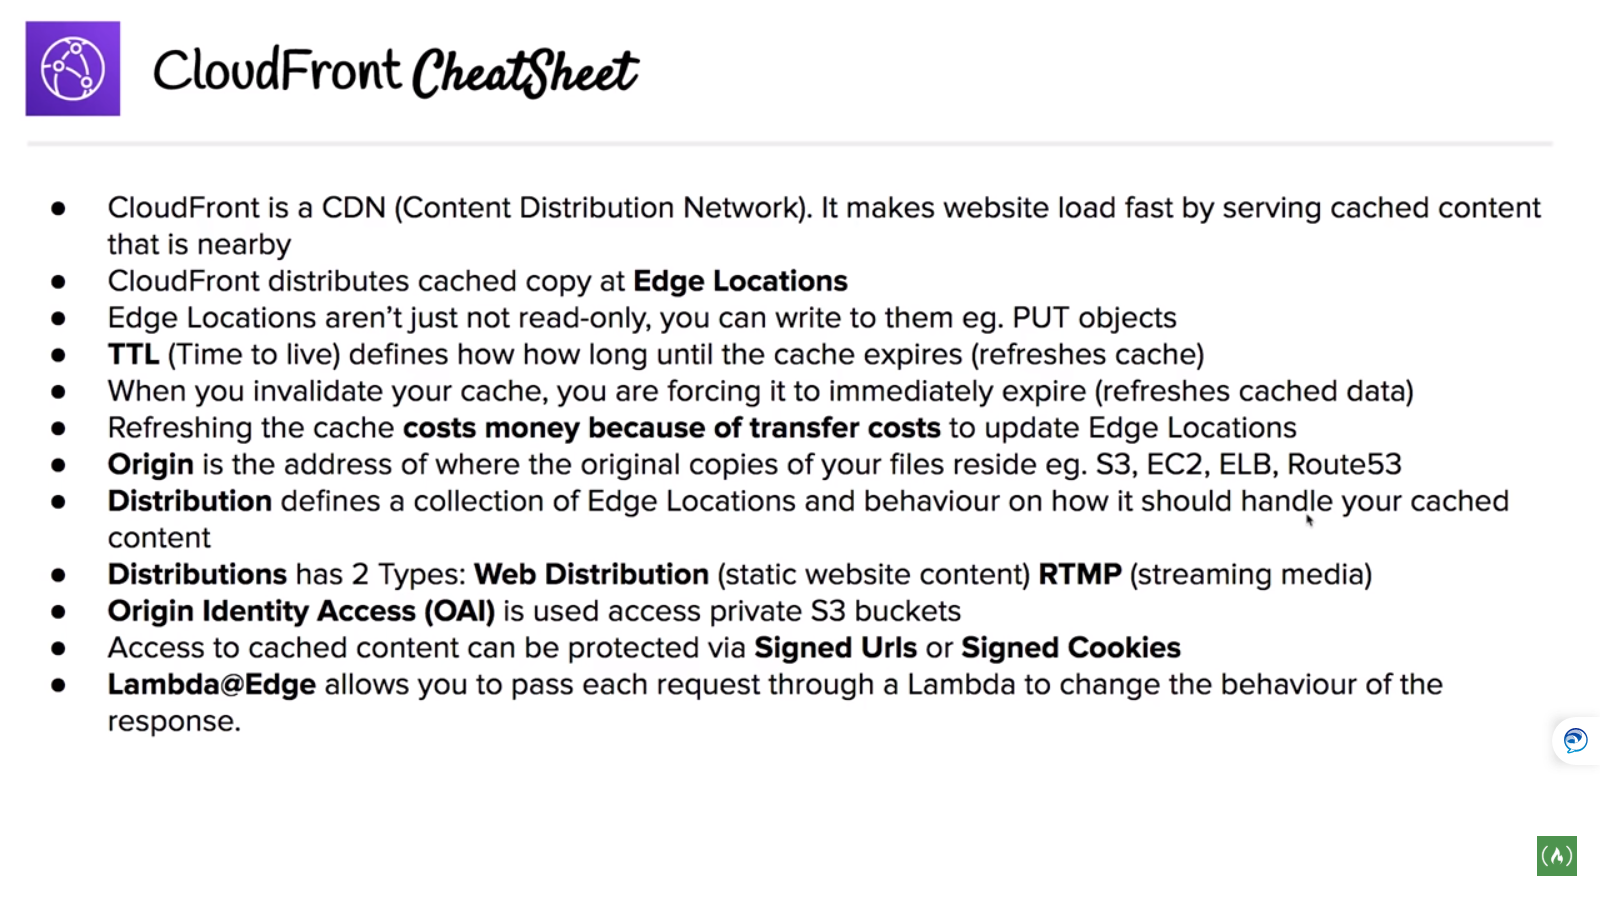 CloudFront CheatSheet
● CloudFront is a CDN (Content Distribution Network). It makes website load fast by serving cached content
that is nearby
● CloudFront distributes cached copy at Edge Locations
● Edge Locations aren’t just not read-only, you can write to them eg. PUT objects
● TTL (Time to live) defines how how long until the cache expires (refreshes cache)
● When you invalidate your cache, you are forcing it to immediately expire (refreshes cached data)
● Refreshing the cache costs money because of transfer costs to update Edge Locations
● Origin is the address of where the original copies of your files reside eg. S3, EC2, ELB, Route53
● Distribution defines a collection of Edge Locations and behaviour on how it should handle your cached
content
● Distributions has 2 Types: Web Distribution (static website content) RTMP (streaming media)
● Origin Identity Access (OAI) is used access private S3 buckets
● Access to cached content can be protected via Signed Urls or Signed Cookies
● Lambda@Edge allows you to pass each request through a Lambda to change the behaviour of the
response.